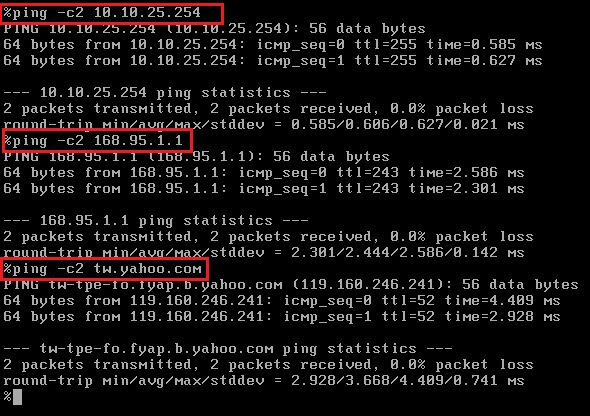 %ping -c2 10.10.25.254
PING 10.10.25.254 (10.10.25.254): 56 data bytes
64 bytes from 10.10.25.254: icmp_seq=0 ttl=255 time=0.585 ms
64 bytes from 10.10.25.254: icmp_seq=1 ttl=255 time=0.627 ms
--- 10.10.25.254 ping statistics ---
2 packets transmitted, 2 packets received, 0.0% packet loss
round-trip min/avg/max/stddev = 0.585/0.606/0.627/0.021 ms
%ping -c2 168.95.1.1
PING 168.95.1.1 (168.95.1.1): 56 data bytes
64 bytes from 168.95.1.1: icmp_seq=0 ttl=243 time=2.586 ms
64 bytes from 168.95.1.1: icmp_seq=1 ttl=243 time=2.301 ms
--- 168.95.1.1 ping statistics ---
2 packets transmitted, 2 packets received, 0.0% packet loss
round-trip min/avg/max/stddev = 2.301/2.444/2.586/0.142 ms
%ping -c2 tw.yahoo.com
PING tw-tpe-fo.fyap.b.yahoo.com (119.160.246.241): 56 data bytes
64 bytes from 119.160.246.241: icmp_seq=0 ttl=52 time=4.409 ms
64 bytes from 119.160.246.241: icmp_seq=1 ttl=52 time=2.928 ms
--- tw-tpe-fo.fyap.b.yahoo.com ping statistics ---
2 packets transmitted, 2 packets received, 0.0% packet loss
round-trip min/avg/max/stddev = 2.928/3.668/4.409/0.741 ms
%